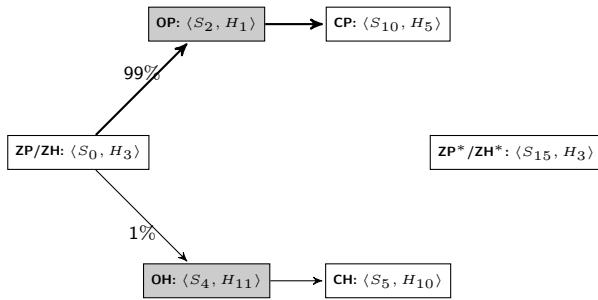 OP: ⟨S₂, H₁⟩
CP: ⟨S₁₀, H₅⟩
99%
ZP/ZH: ⟨S₀, H₃⟩
ZP*/ZH*: ⟨S₁₅, H₃⟩
1%
OH: ⟨S₄, H₁₁⟩
CH: ⟨S₅, H₁₀⟩